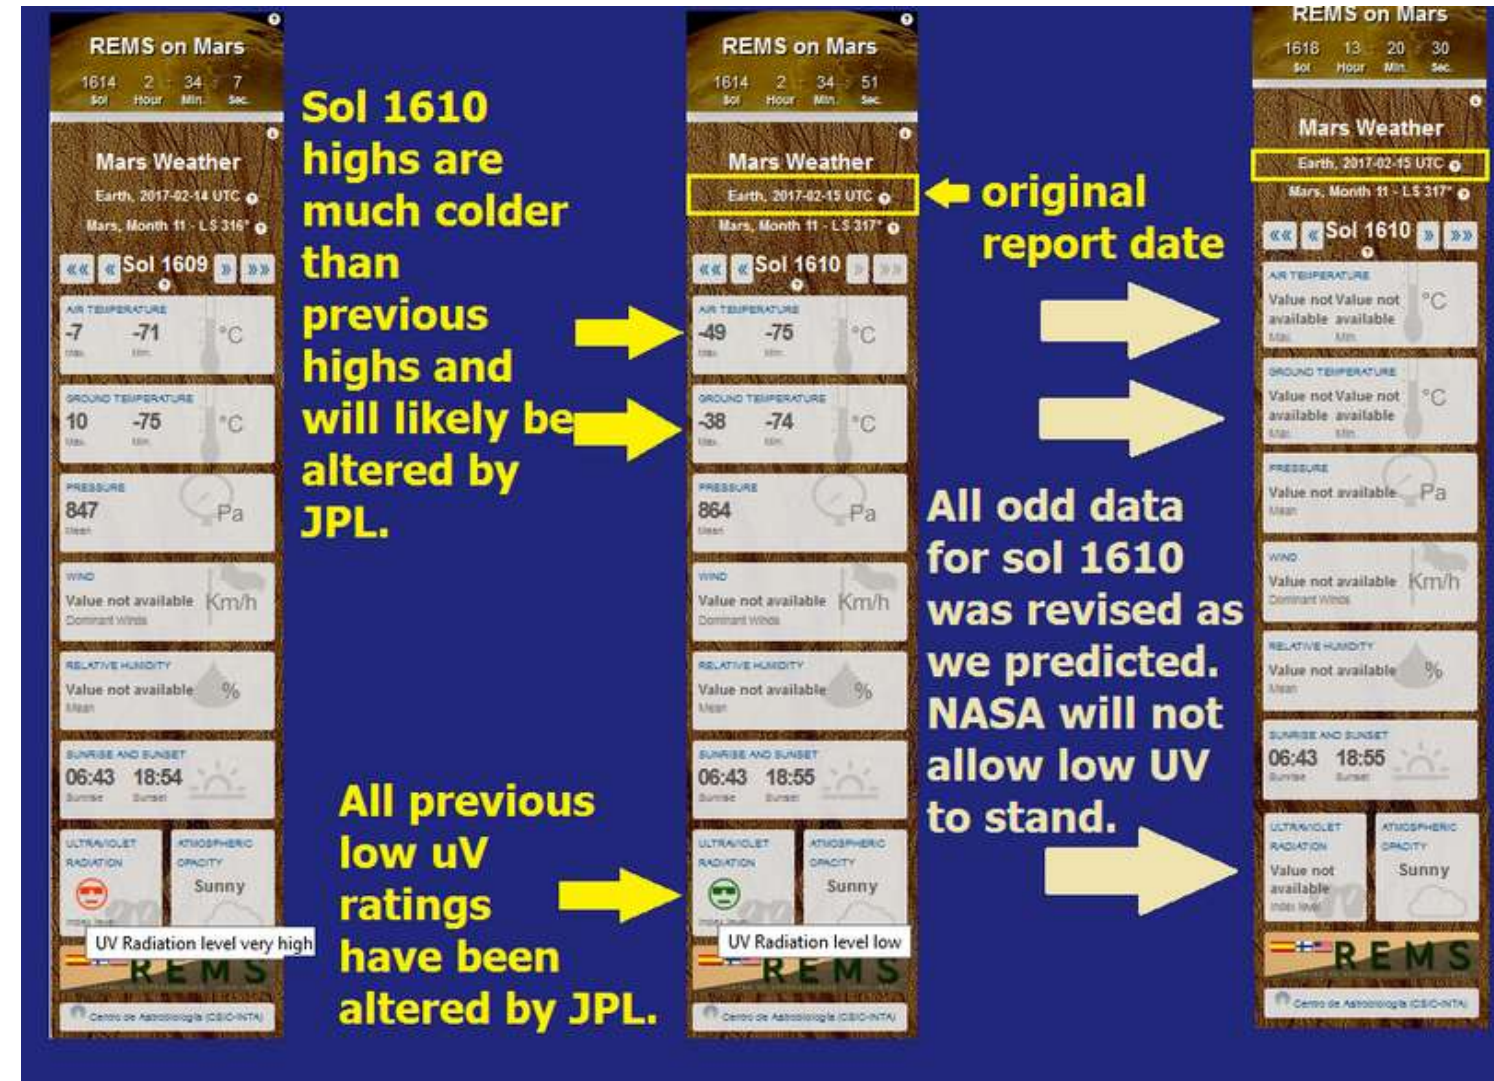 REMS on Mars
1614 2 : 34 : 7
Sol Hour Min. Sec.
Mars Weather
Earth, 2017-02-14 UTC
Mars, Month 11 - LS 316°
«« « Sol 1609 » »»
AIR TEMPERATURE
-7 -71 °C
Max. Min.
GROUND TEMPERATURE
10 -75 °C
Max. Min.
PRESSURE
847 Pa
Mean
WIND
Value not available Km/h
Dominant Winds
RELATIVE HUMIDITY
Value not available %
Mean
SUNRISE AND SUNSET
06:43 18:54
Sunrise Sunset
ULTRAVIOLET RADIATION
Index level
ATMOSPHERIC OPACITY
Sunny
UV Radiation level very high
REMS
Centro de Astrobiología (CSIC-INTA)
Sol 1610
highs are
much colder
than
previous
highs and
will likely be
altered by
JPL.
All previous
low uV
ratings
have been
altered by JPL.
REMS on Mars
1614 2 : 34 : 51
Sol Hour Min. Sec.
Mars Weather
Earth, 2017-02-15 UTC
Mars, Month 11 - LS 317°
«« « Sol 1610 » »»
AIR TEMPERATURE
-49 -75 °C
Max. Min.
GROUND TEMPERATURE
-38 -74 °C
Max. Min.
PRESSURE
864 Pa
Mean
WIND
Value not available Km/h
Dominant Winds
RELATIVE HUMIDITY
Value not available %
Mean
SUNRISE AND SUNSET
06:43 18:55
Sunrise Sunset
ULTRAVIOLET RADIATION
Index level
ATMOSPHERIC OPACITY
Sunny
UV Radiation level low
REMS
Centro de Astrobiología (CSIC-INTA)
original
report date
All odd data
for sol 1610
was revised as
we predicted.
NASA will not
allow low UV
to stand.
REMS on Mars
1618 13 : 20 : 30
Sol Hour Min. Sec.
Mars Weather
Earth, 2017-02-15 UTC
Mars, Month 11 - LS 317°
«« « Sol 1610 » »»
AIR TEMPERATURE
Value not Value not °C
available available
Max. Min.
GROUND TEMPERATURE
Value not Value not °C
available available
Max. Min.
PRESSURE
Value not available Pa
Mean
WIND
Value not available Km/h
Dominant Winds
RELATIVE HUMIDITY
Value not available %
Mean
SUNRISE AND SUNSET
06:43 18:55
Sunrise Sunset
ULTRAVIOLET RADIATION
Value not
available
Index level
ATMOSPHERIC OPACITY
Sunny
REMS
Centro de Astrobiología (CSIC-INTA)